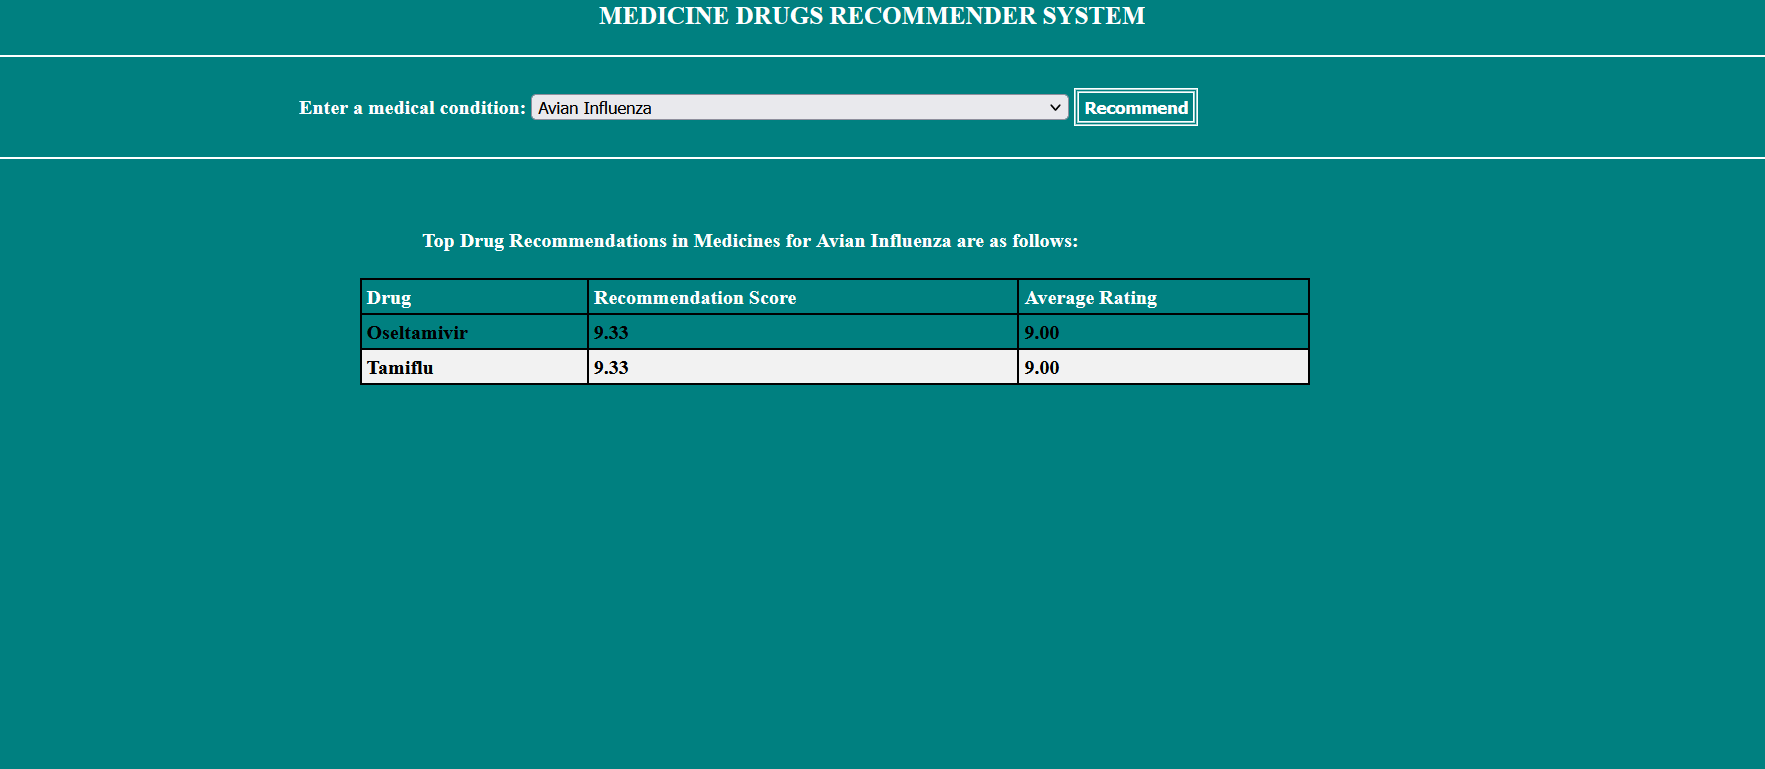 MEDICINE DRUGS RECOMMENDER SYSTEM
Enter a medical condition: Avian Influenza Recommend
Top Drug Recommendations in Medicines for Avian Influenza are as follows:
Drug Recommendation Score Average Rating
Oseltamivir 9.33 9.00
Tamiflu 9.33 9.00